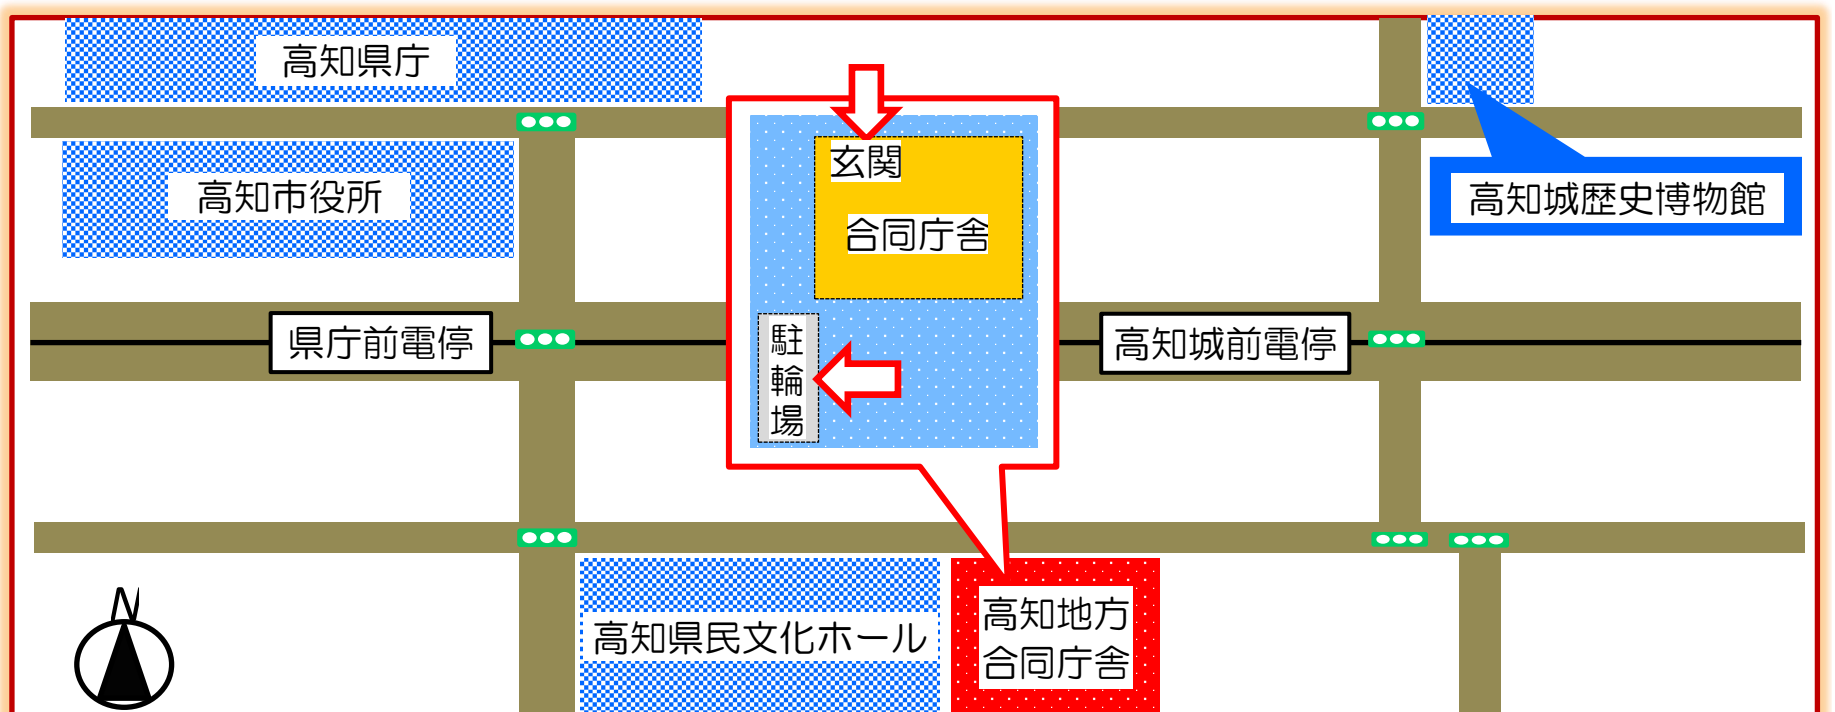 高知県庁
玄関
高知市役所
高知城歴史博物館
合同庁舎
県庁前電停
駐輪場
高知城前電停
N
高知県民文化ホール
高知地方
合同庁舎